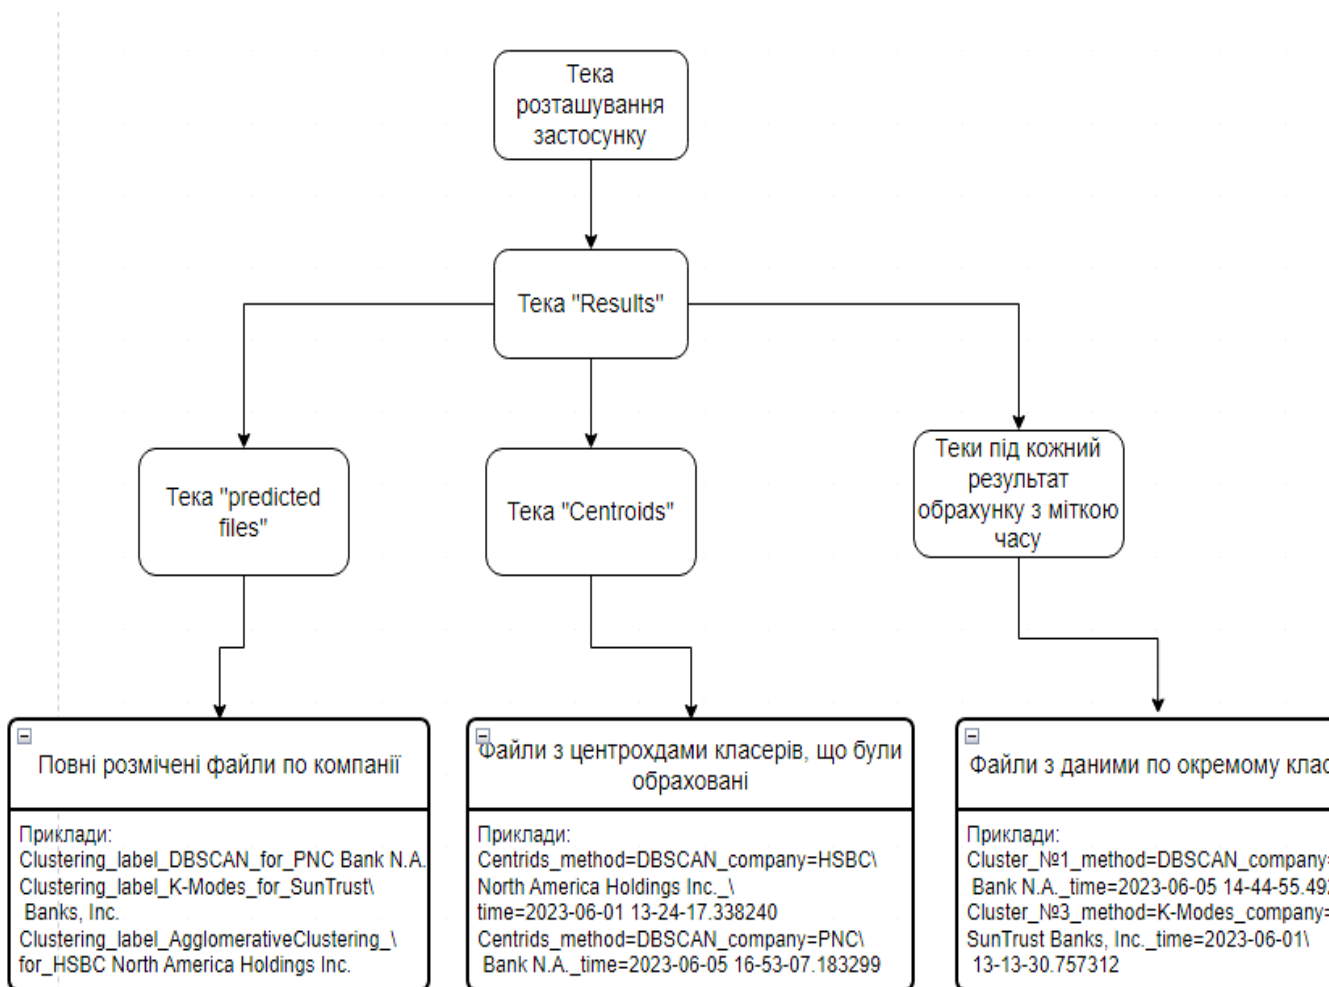 Тека
розташування
застосунку
Тека "Results"
Тека "predicted
files"
Тека "Centroids"
Теки під кожний
результат
обрахунку з міткою
часу
Повні розмічені файли по компанії
Приклади:
Clustering_label_DBSCAN_for_PNC Bank N.A.
Clustering_label_K-Modes_for_SunTrust\
Banks, Inc.
Clustering_label_AgglomerativeClustering_\
for_HSBC North America Holdings Inc.
Файли з центрохдами класерів, що були
обраховані
Приклади:
Centrids_method=DBSCAN_company=HSBC\
North America Holdings Inc._\
time=2023-06-01 13-24-17.338240
Centrids_method=DBSCAN_company=PNC\
Bank N.A._time=2023-06-05 16-53-07.183299
Файли з даними по окремому клас
Приклади:
Cluster_№1_method=DBSCAN_company=
Bank N.A._time=2023-06-05 14-44-55.492
Cluster_№3_method=K-Modes_company=
SunTrust Banks, Inc._time=2023-06-01\
13-13-30.757312